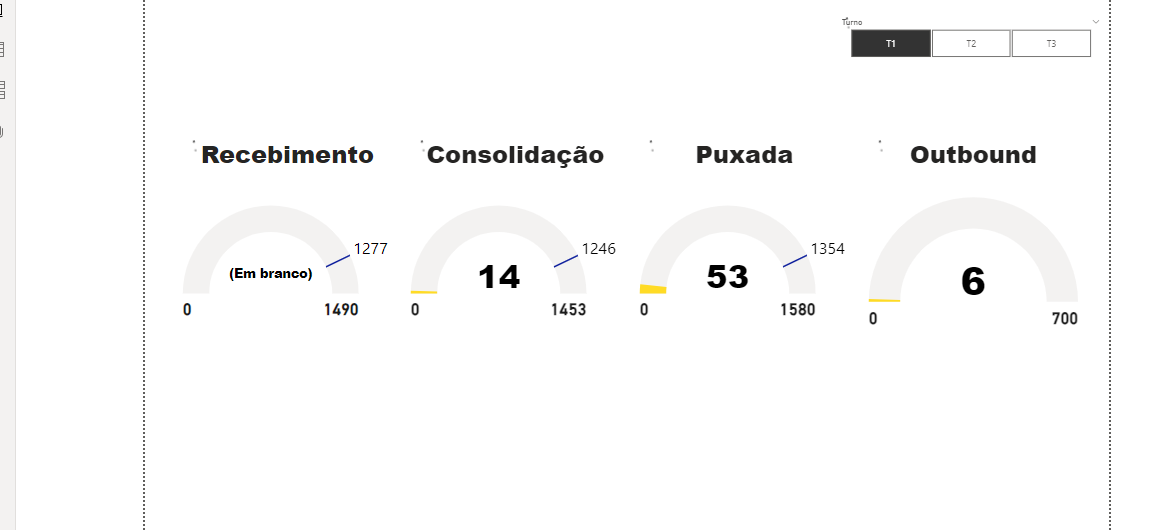 Turno
T1 T2 T3
Recebimento Consolidação Puxada Outbound
1277 1246 1354
(Em branco) 14 53 6
0 1490 0 1453 0 1580 0 700